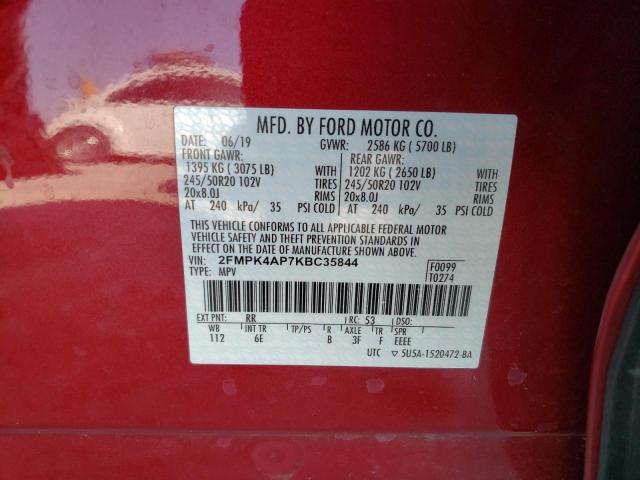 MFD. BY FORD MOTOR CO.
DATE: 06/19 GVWR: 2586 KG ( 5700 LB)
FRONT GAWR: REAR GAWR:
1395 KG ( 3075 LB) 1202 KG ( 2650 LB)
245/50R20 102V TIRES 245/50R20 102V TIRES
20x8.0J RIMS 20x8.0J RIMS
AT 240 kPa/ 35 PSI COLD AT 240 kPa/ 35 PSI COLD
THIS VEHICLE CONFORMS TO ALL APPLICABLE FEDERAL MOTOR
VEHICLE SAFETY AND THEFT PREVENTION STANDARDS IN
EFFECT ON THE DATE OF MANUFACTURE SHOWN ABOVE.
VIN: 2FMPK4AP7KBC35844 F0099
TYPE: MPV T0274
EXT PNT: RR RC: 53 DSO:
WB INT TR TP/PS R AXLE TR SPR
112 6E B 3F F EEEE
UTC ▽5U5A-1520472-BA